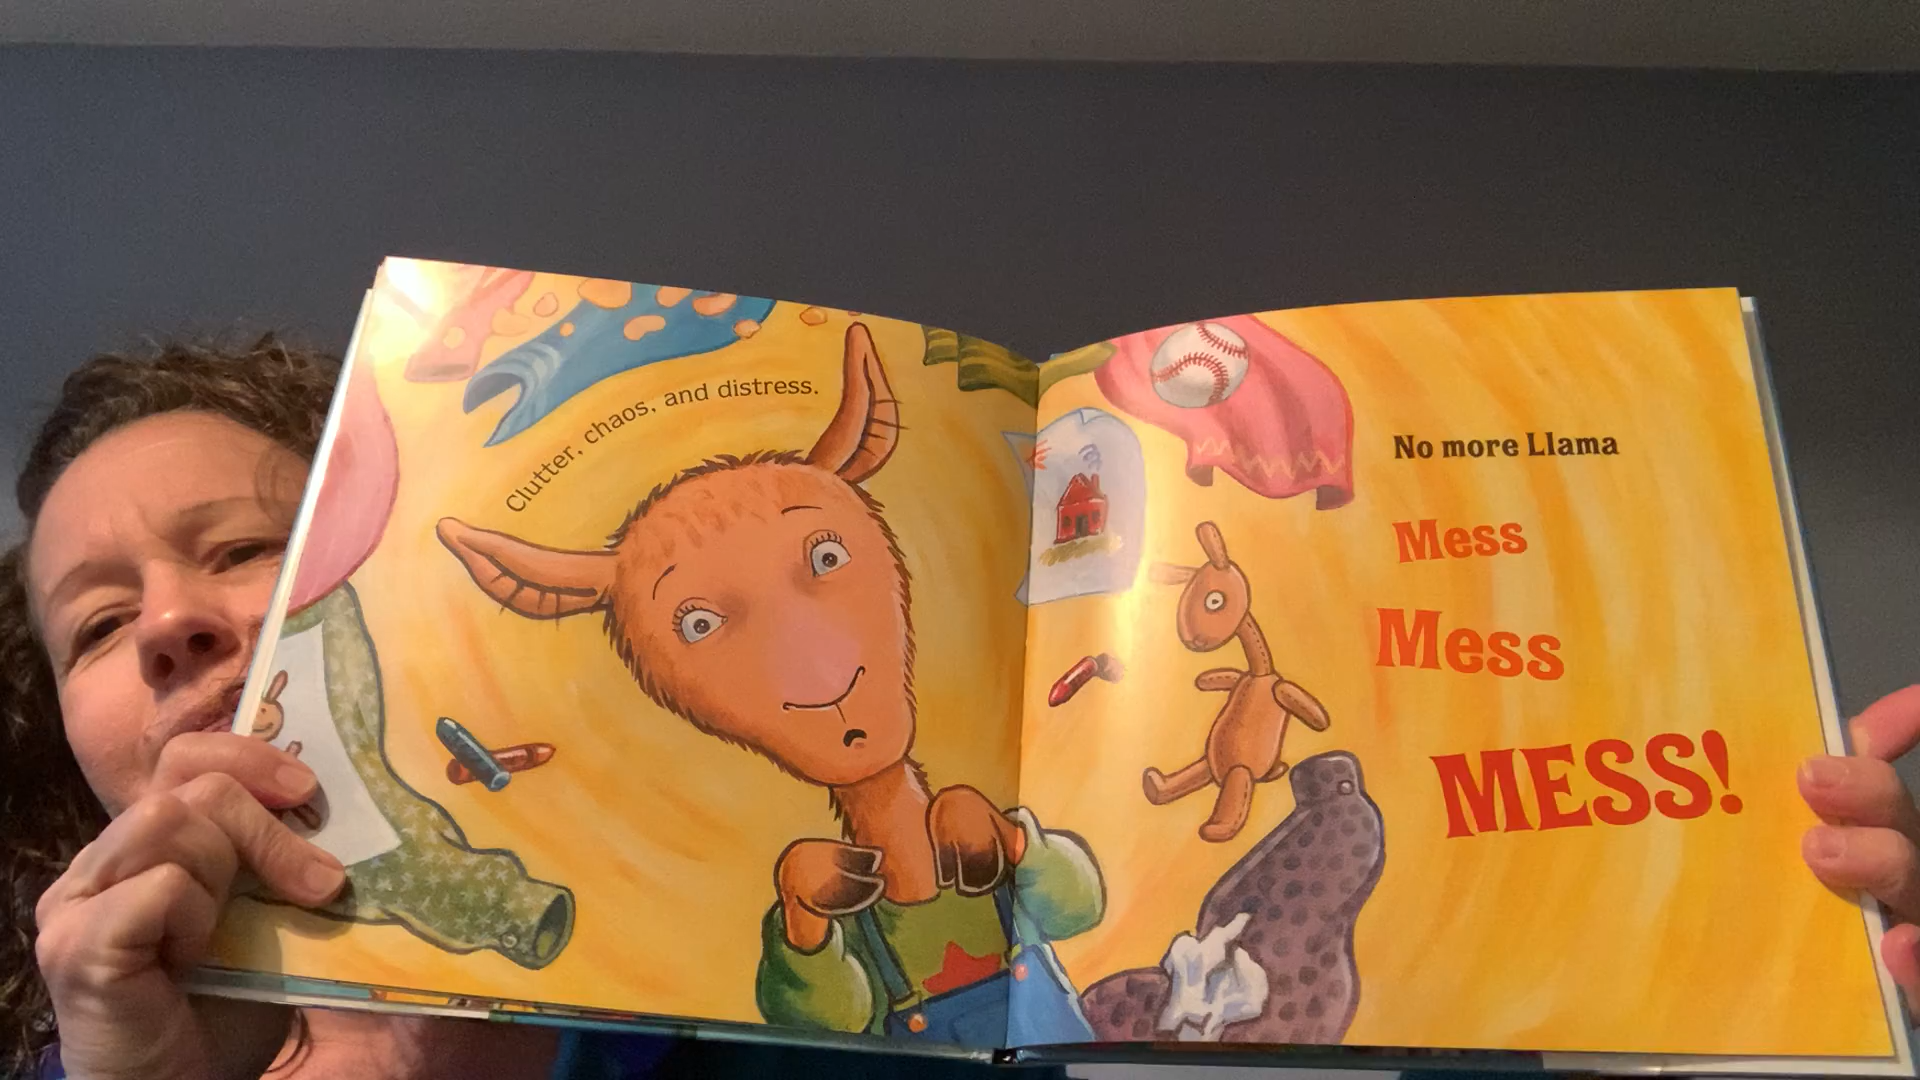 Clutter, chaos, and distress.
No more Llama
Mess
Mess
MESS!